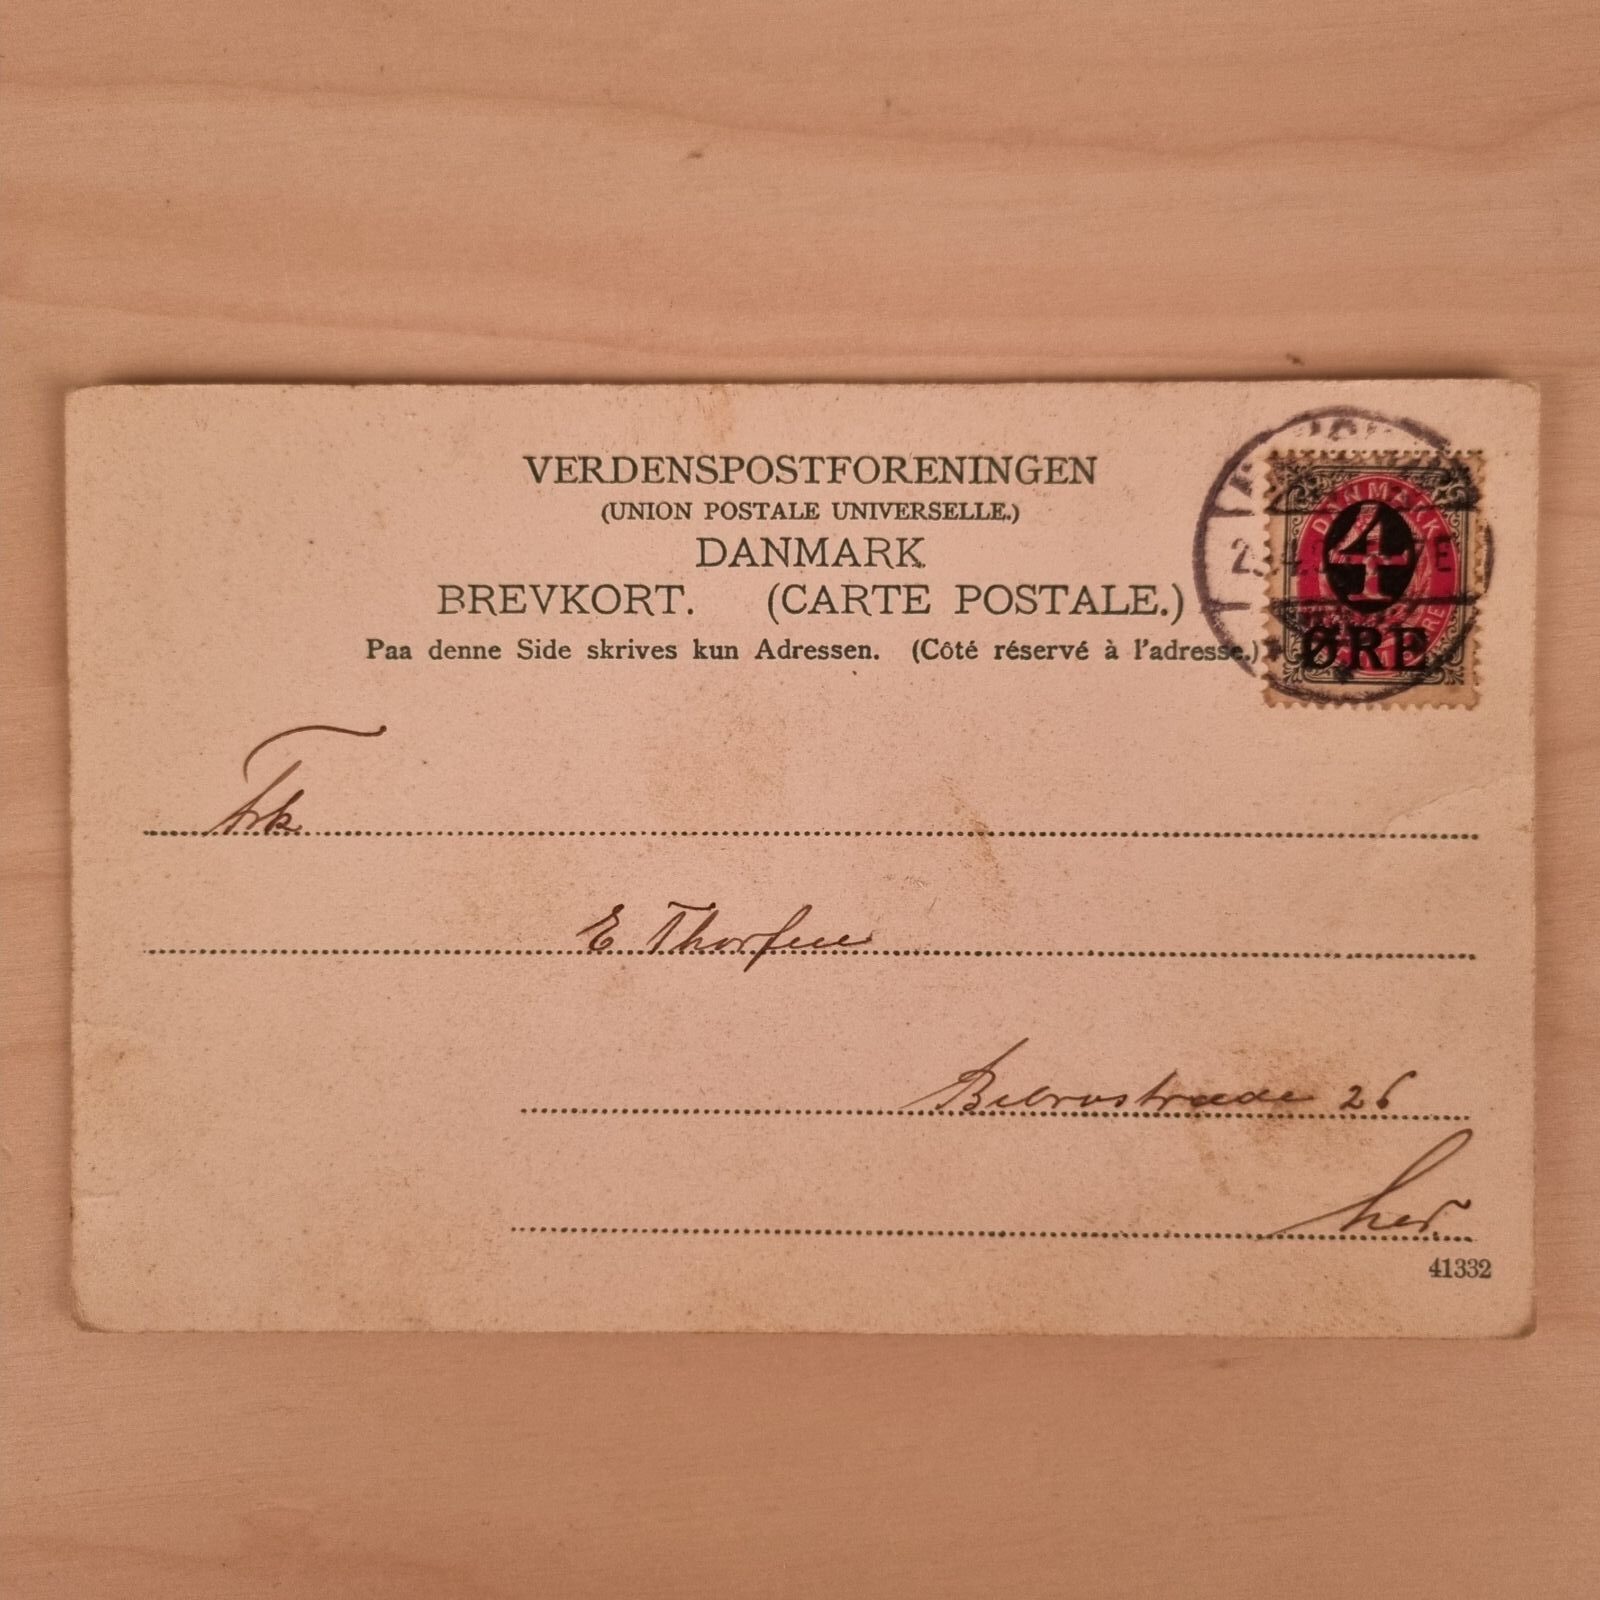 VERDENSPOSTFORENINGEN
(UNION POSTALE UNIVERSELLE.)
DANMARK
BREVKORT. (CARTE POSTALE.)
Paa denne Side skrives kun Adressen. (Côté réservé à l'adresse.)
DANMARK
4
ØRE
Frk
E Thorsen
26
her
41332